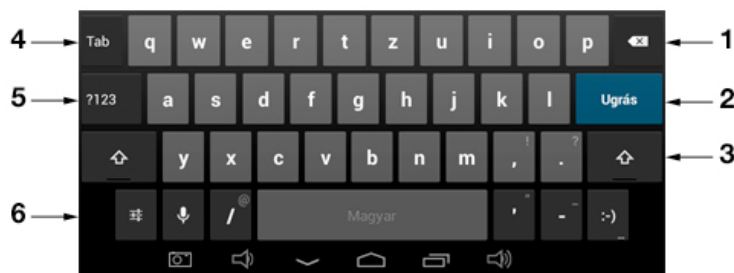 4 Tab q w e r t z u i o p 1
5 ?123 a s d f g h j k l Ugrás 2
y x c v b n m , ! . ? 3
6 / @ Magyar ' " - _ :-) _